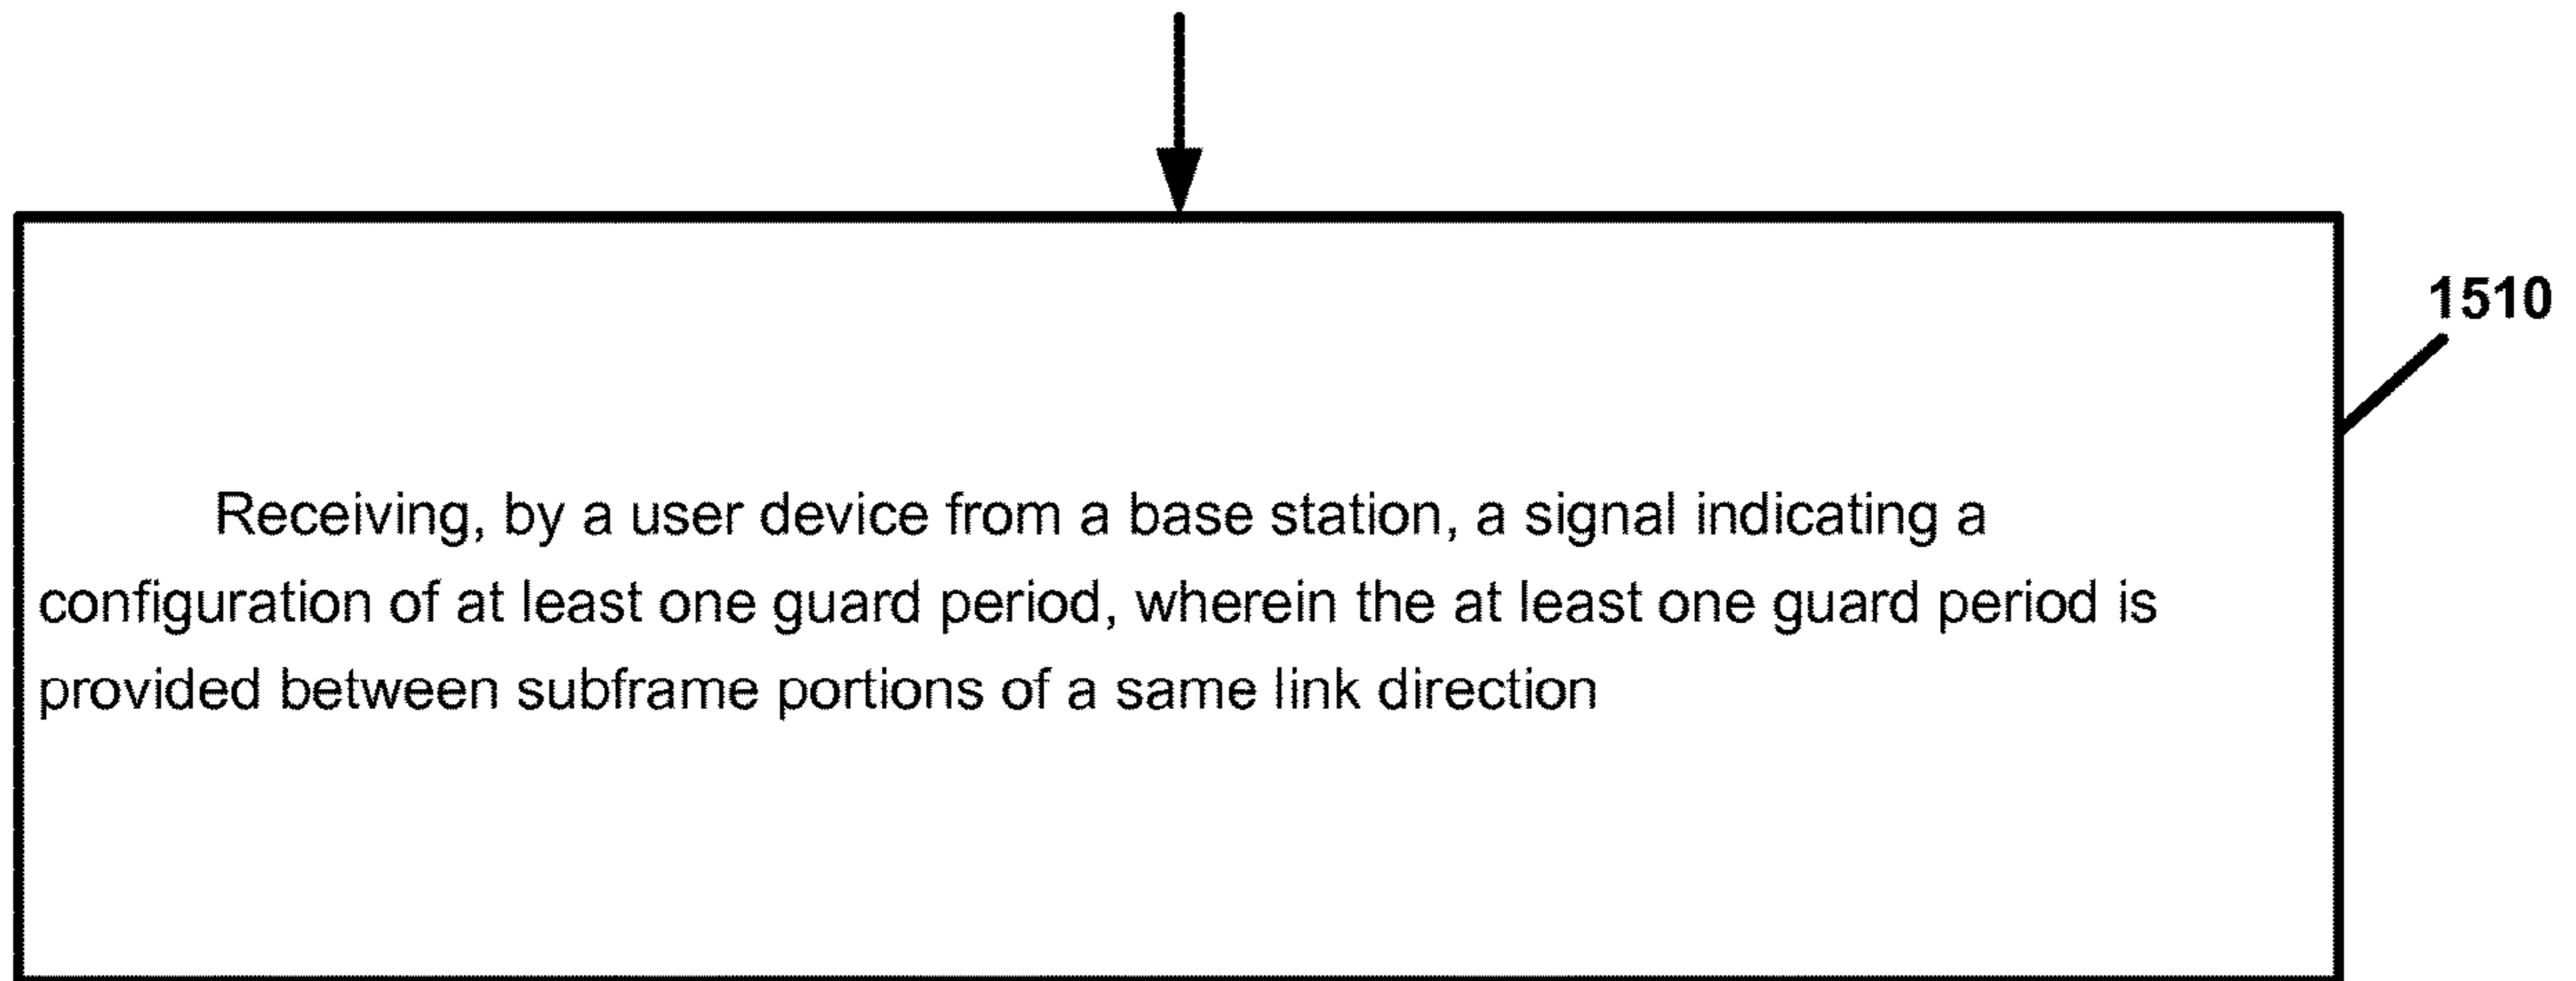 1510
Receiving, by a user device from a base station, a signal indicating a
configuration of at least one guard period, wherein the at least one guard period is
provided between subframe portions of a same link direction